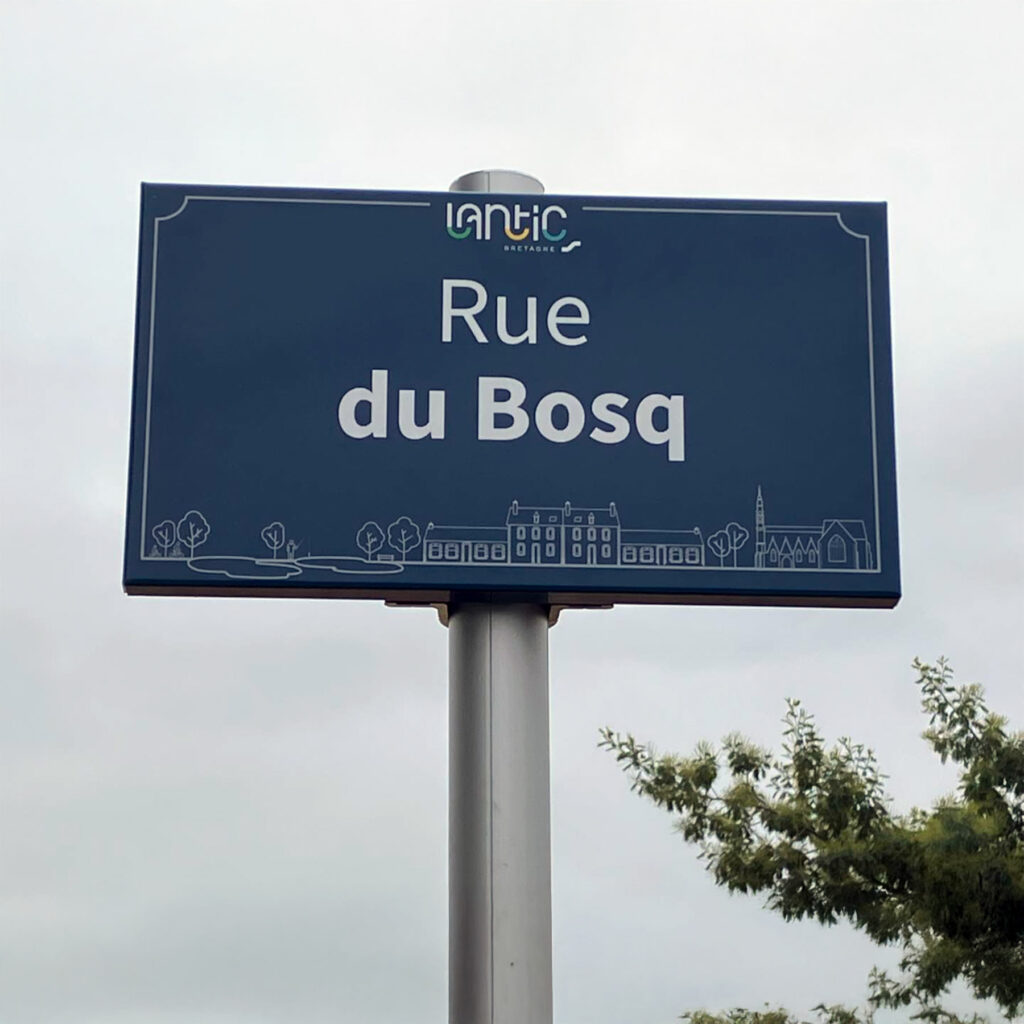 Lantic
BRETAGNE
Rue
du Bosq